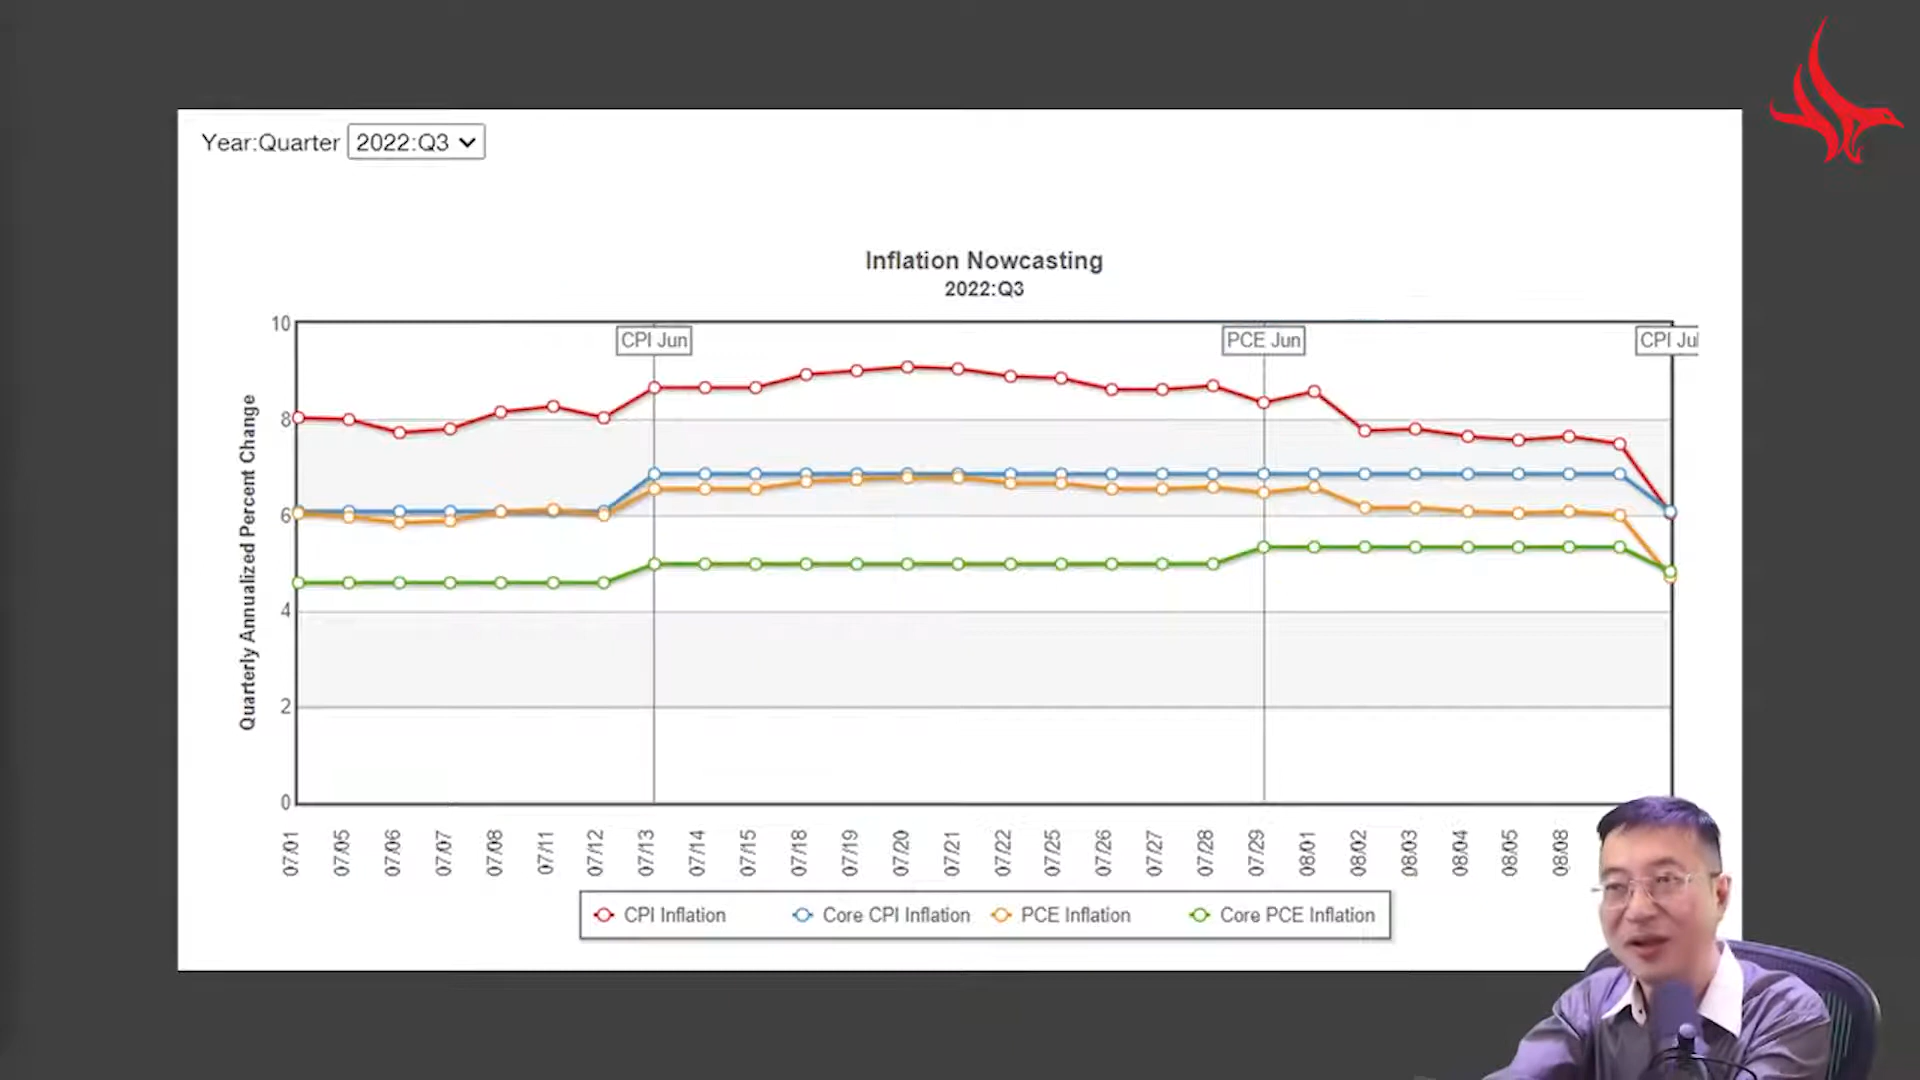 Year:Quarter 2022:Q3
Inflation Nowcasting
2022:Q3
Quarterly Annualized Percent Change
10
8
6
4
2
0
CPI Jun
PCE Jun
CPI Jul
07/01 07/05 07/06 07/07 07/08 07/11 07/12 07/13 07/14 07/15 07/18 07/19 07/20 07/21 07/22 07/25 07/26 07/27 07/28 07/29 08/01 08/02 08/03 08/04 08/05 08/08
CPI Inflation Core CPI Inflation PCE Inflation Core PCE Inflation